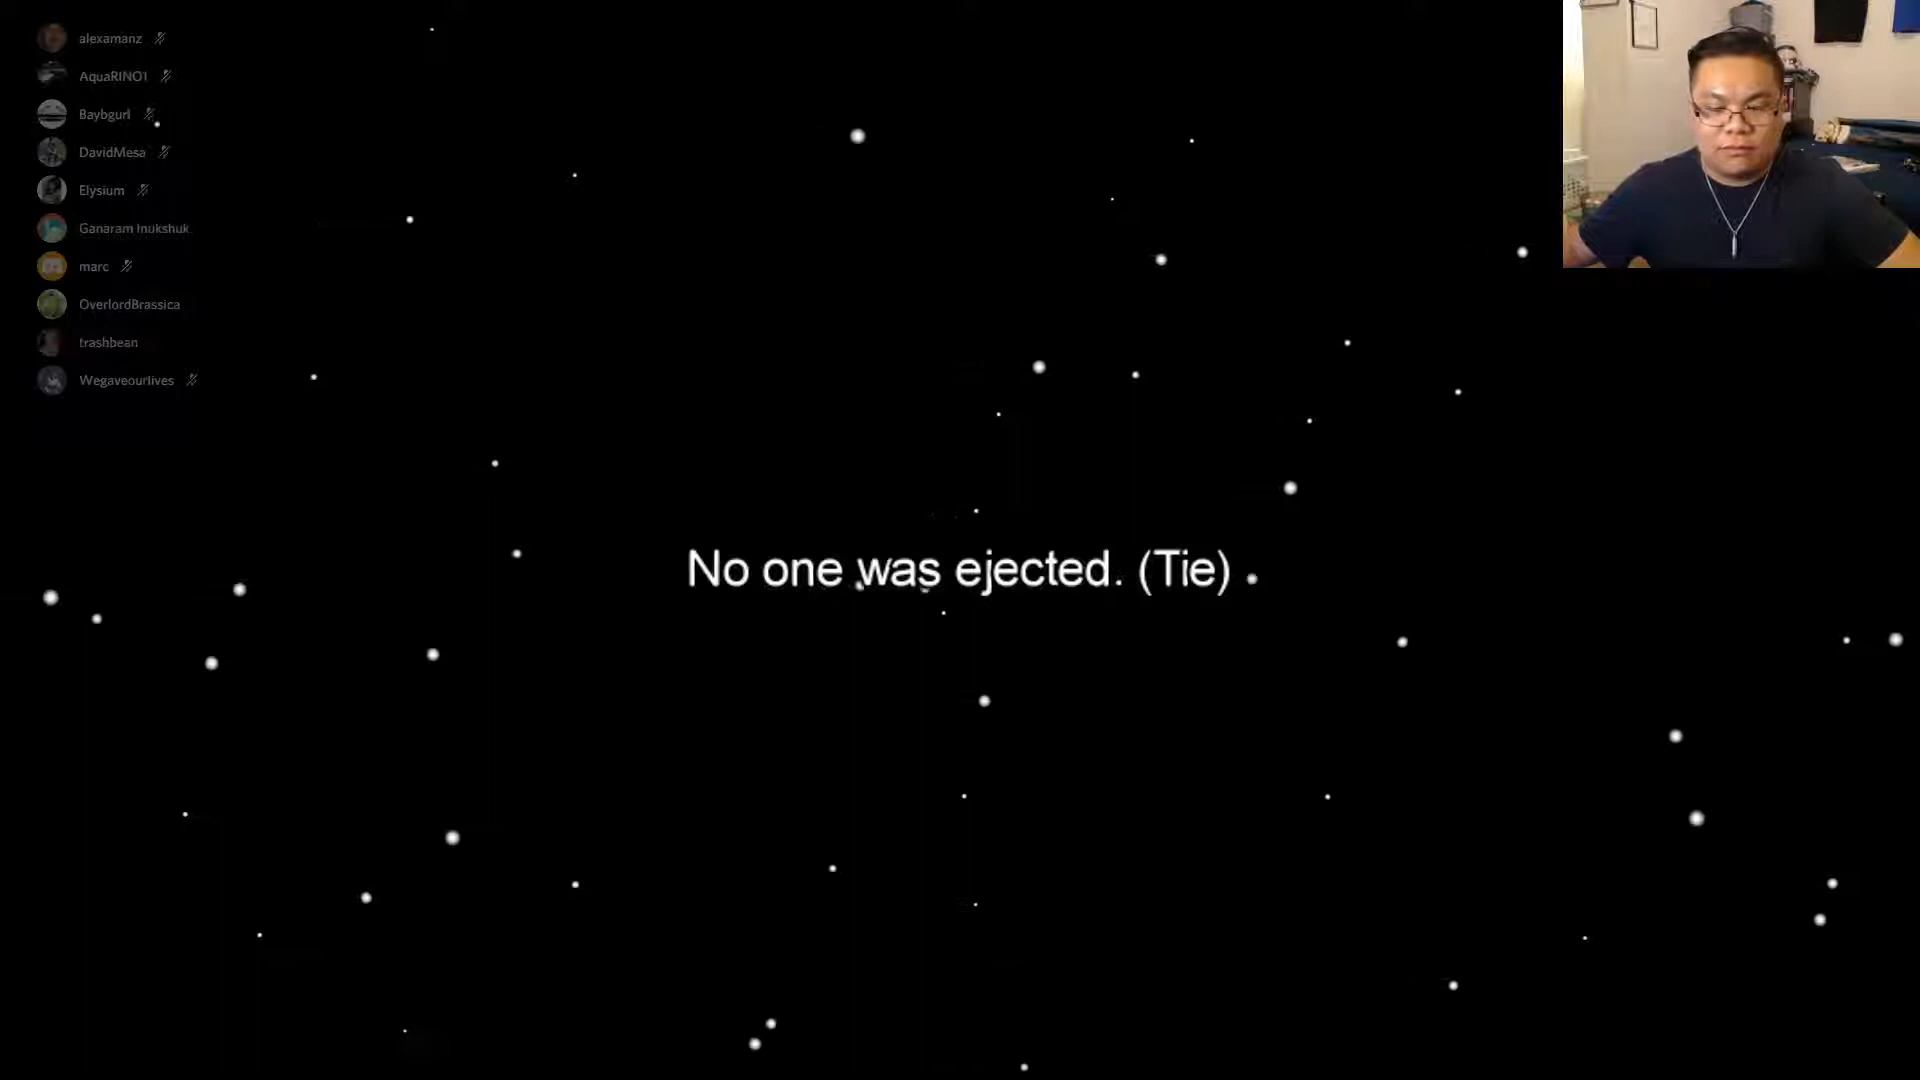 alexamanz
AquaRINO1
Baybgurl
DavidMesa
Elysium
Ganaram Inukshuk
marc
OverlordBrassica
trashbean
Wegaveourlives
No one was ejected. (Tie)